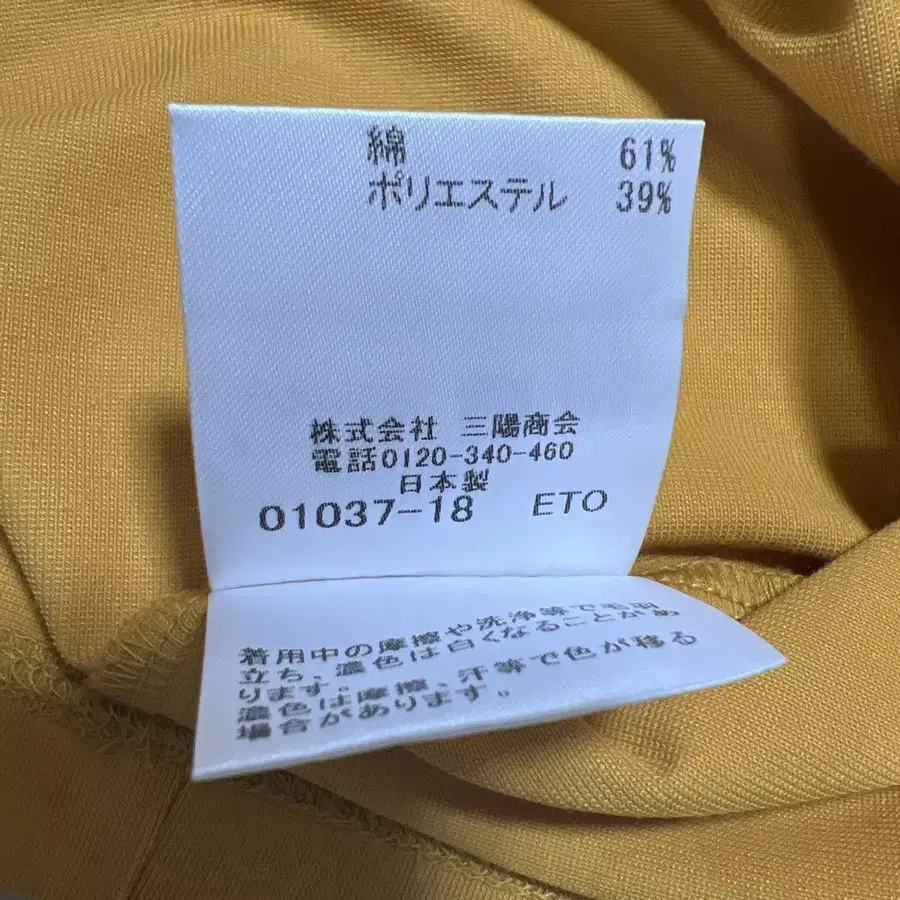 綿 61%
ポリエステル 39%
株式会社 三陽商会
電話0120-340-460
日本製
01037-18 ETO
着用中の摩擦や洗浄等で毛羽
立ち、濃色は白くなることがあ
ります。
濃色は摩擦、汗等で色が移る
場合があります。